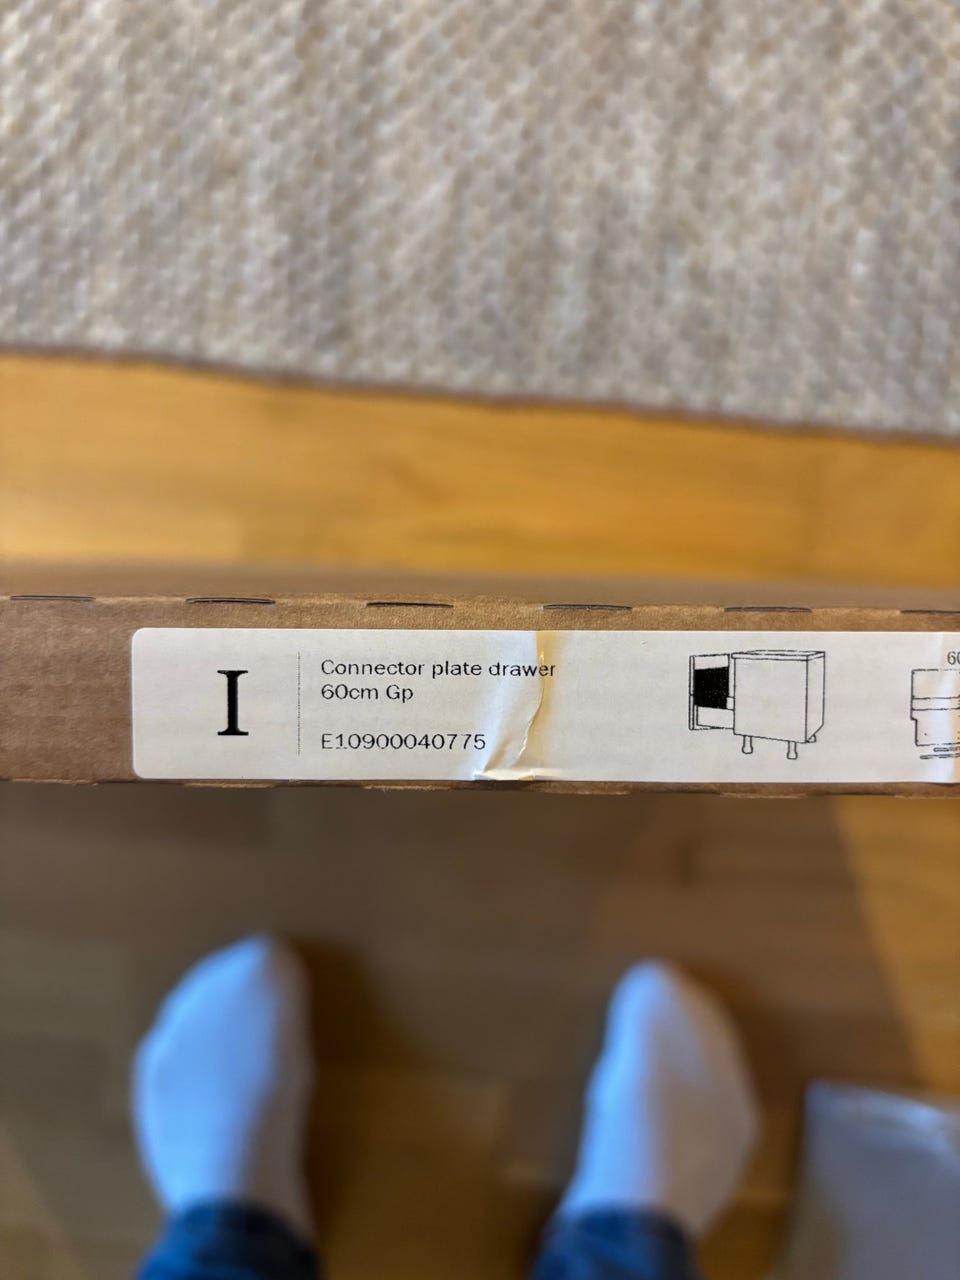 I
Connector plate drawer
60cm Gp
E10900040775